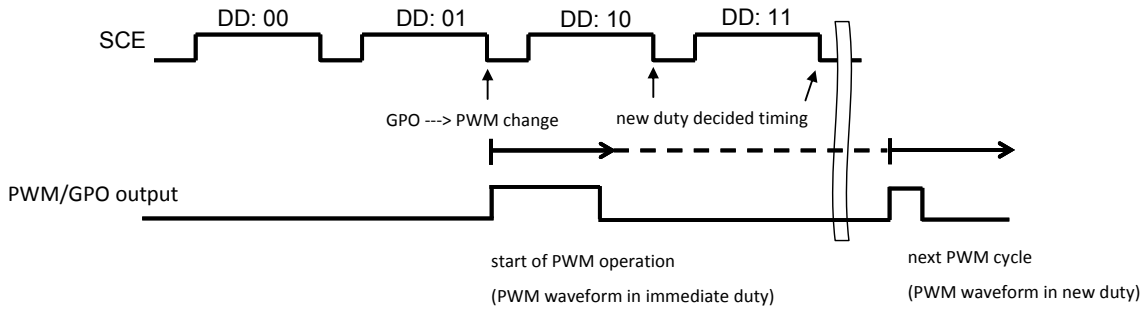 DD: 00 DD: 01 DD: 10 DD: 11
SCE
GPO ---> PWM change new duty decided timing
PWM/GPO output
start of PWM operation next PWM cycle
(PWM waveform in immediate duty) (PWM waveform in new duty)